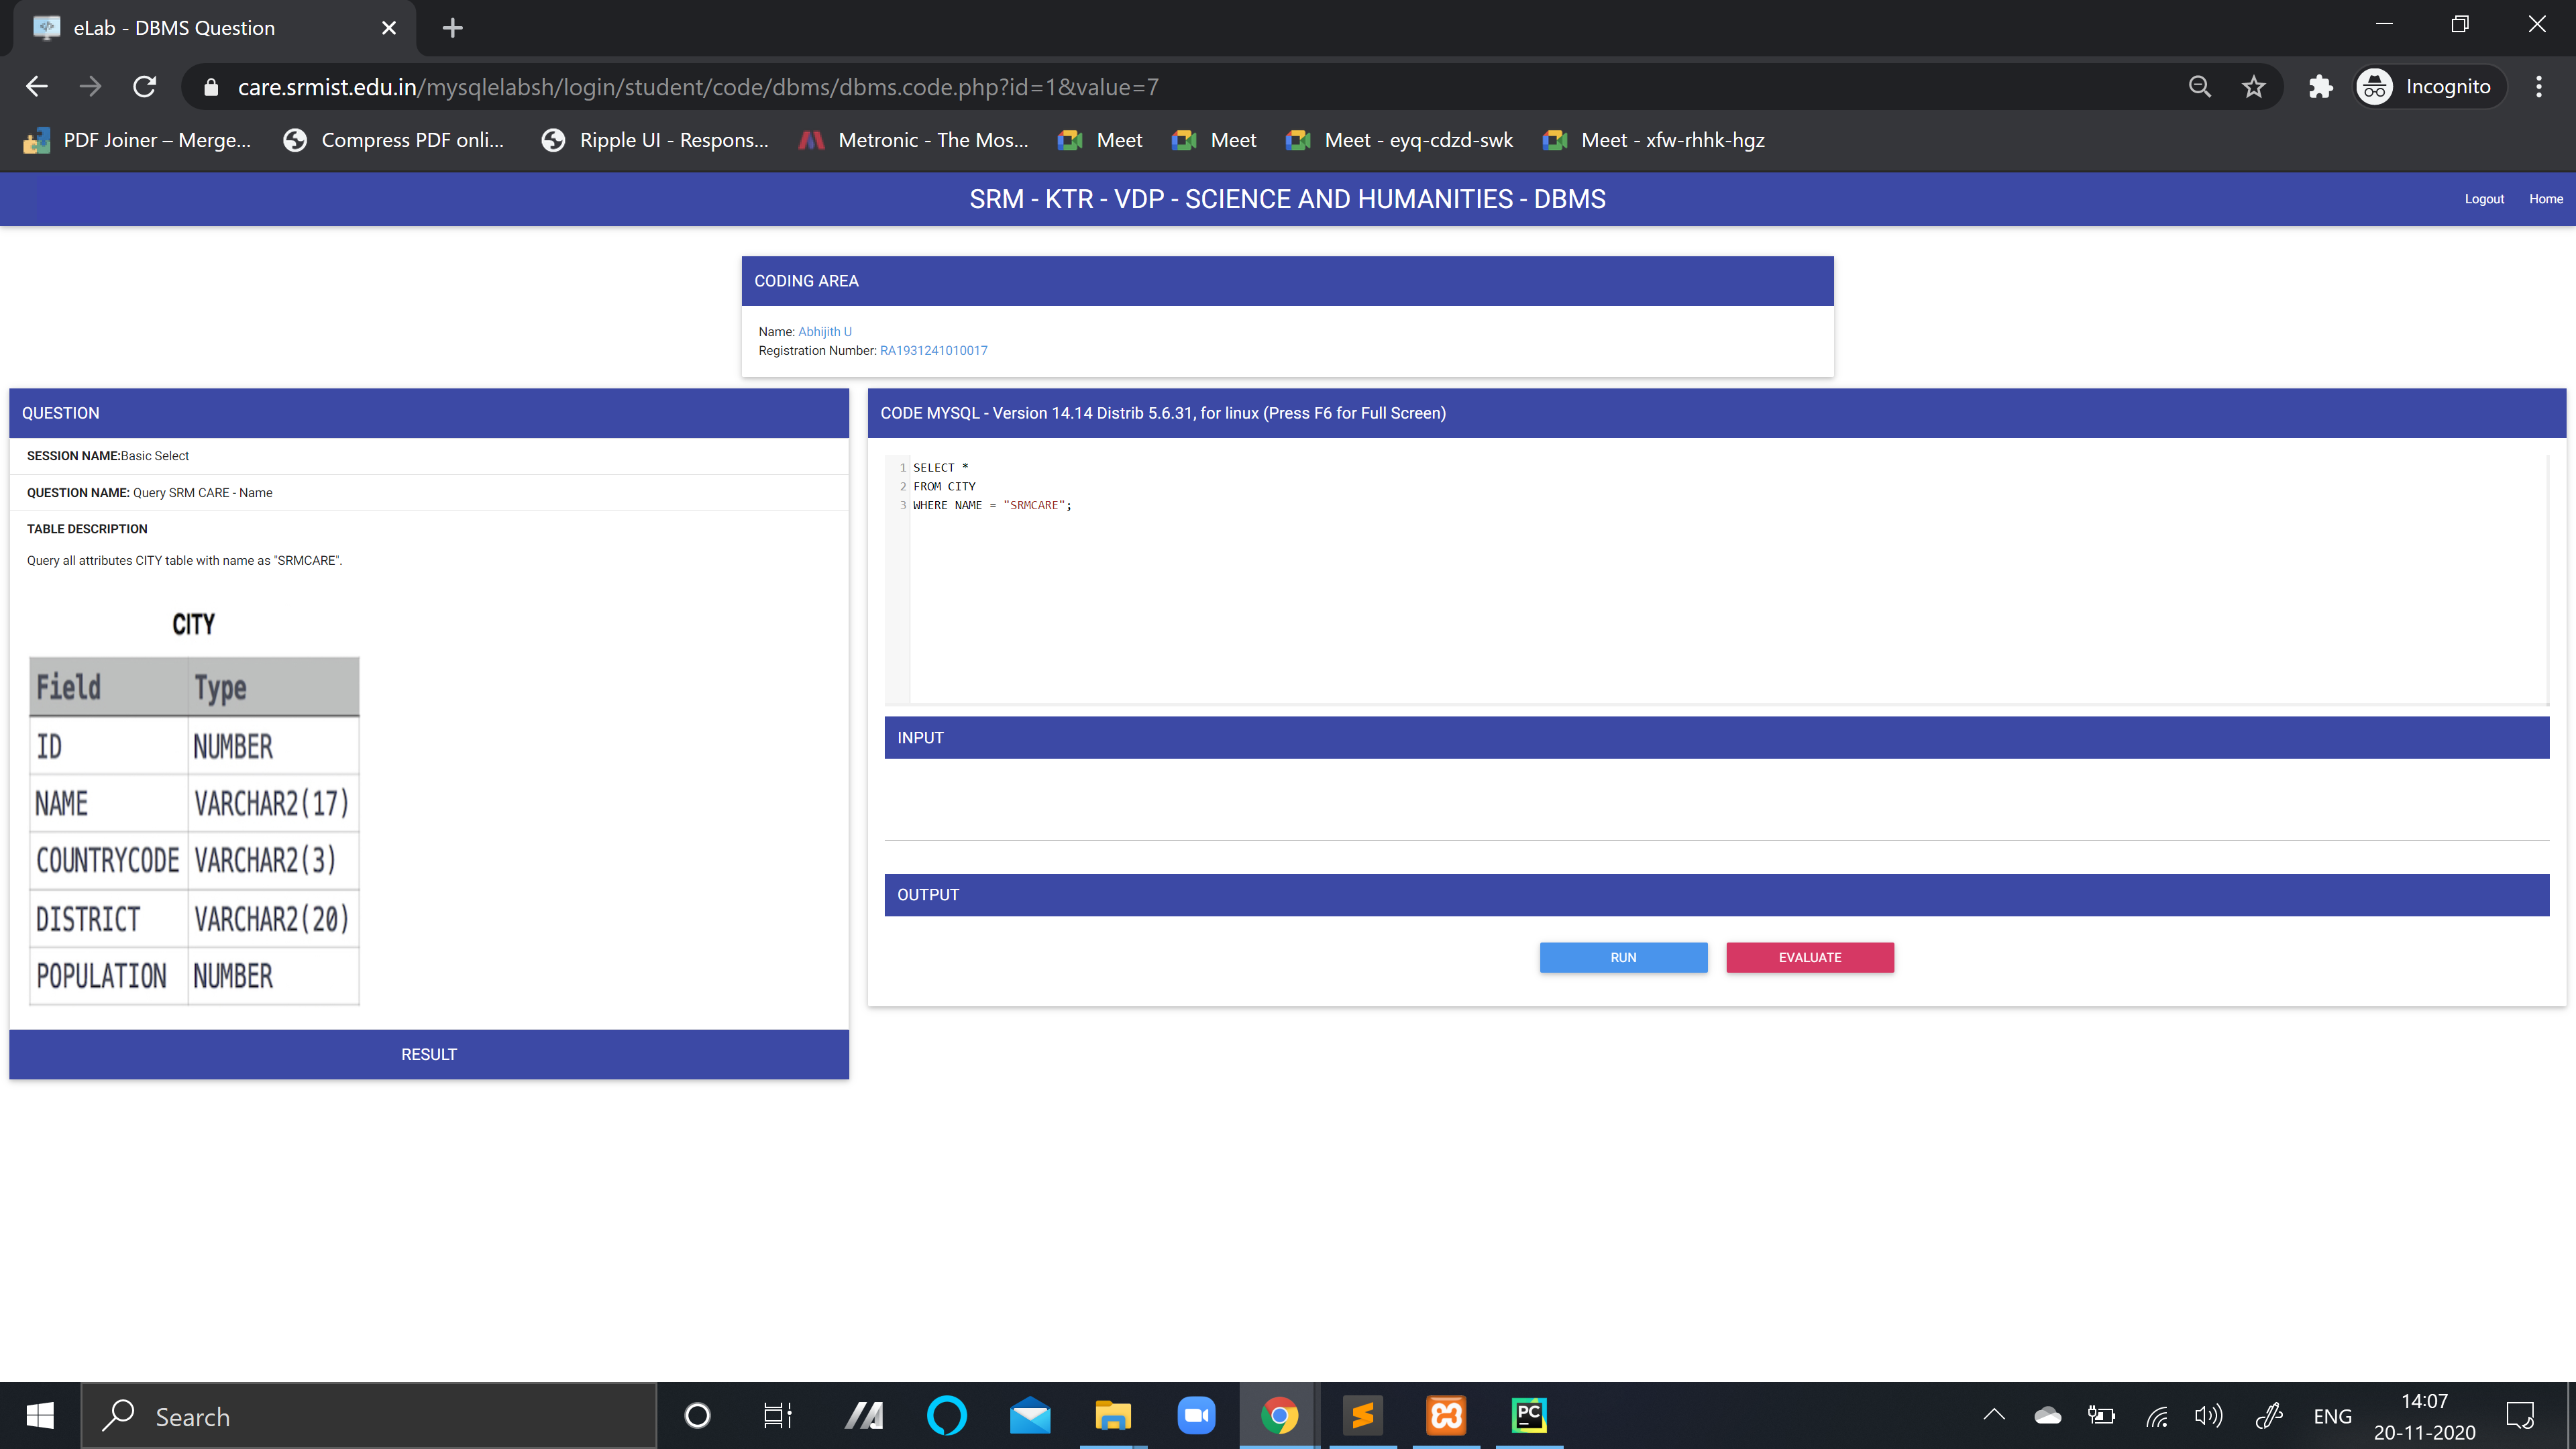 eLab - DBMS Question
care.srmist.edu.in/mysqlelabsh/login/student/code/dbms/dbms.code.php?id=1&value=7
Incognito
PDF Joiner – Merge...
Compress PDF onli...
Ripple UI - Respons...
Metronic - The Mos...
Meet
Meet
Meet - eyq-cdzd-swk
Meet - xfw-rhhk-hgz
SRM - KTR - VDP - SCIENCE AND HUMANITIES - DBMS
Logout
Home
CODING AREA
Name: Abhijith U
Registration Number: RA1931241010017
QUESTION
SESSION NAME:Basic Select
QUESTION NAME: Query SRM CARE - Name
TABLE DESCRIPTION
Query all attributes CITY table with name as "SRMCARE".
CITY
Field Type
ID NUMBER
NAME VARCHAR2(17)
COUNTRYCODE VARCHAR2(3)
DISTRICT VARCHAR2(20)
POPULATION NUMBER
RESULT
CODE MYSQL - Version 14.14 Distrib 5.6.31, for linux (Press F6 for Full Screen)
1 SELECT *
2 FROM CITY
3 WHERE NAME = "SRMCARE";
INPUT
OUTPUT
RUN
EVALUATE
Search
PC
ENG
14:07
20-11-2020